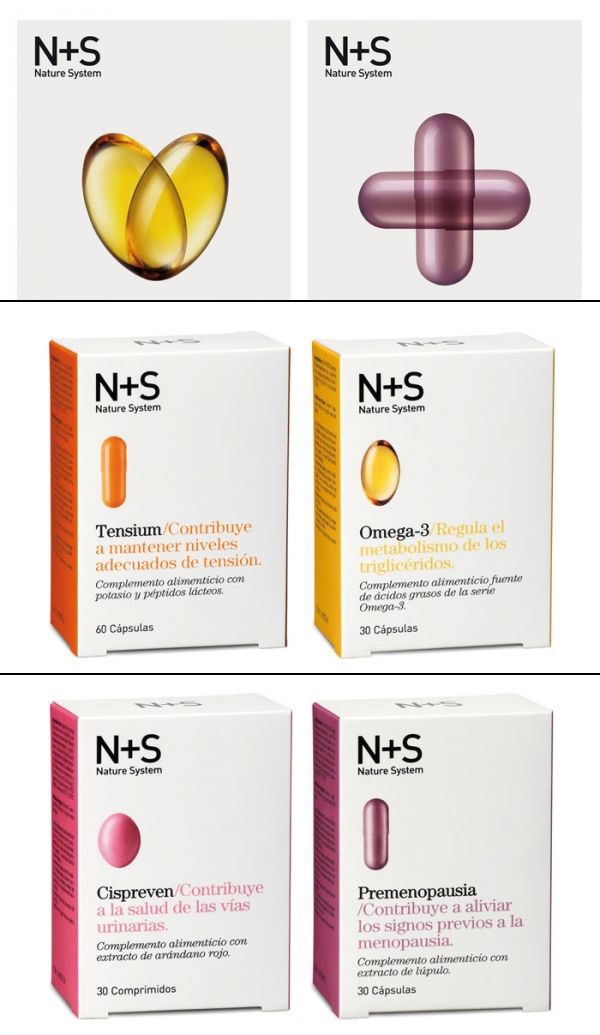 N+S
Nature System
N+S
Nature System
N+S
N+S
Nature System
Tensium/Contribuye
a mantener niveles
adecuados de tensión.
Complemento alimenticio con
potasio y péptidos lácteos.
60 Cápsulas
N+S
N+S
Nature System
Omega-3/Regula el
metabolismo de los
triglicéridos.
Complemento alimenticio fuente
de ácidos grasos de la serie
Omega-3.
30 Cápsulas
N+S
N+S
Nature System
Cispreven/Contribuye
a la salud de las vías
urinarias.
Complemento alimenticio con
extracto de arándano rojo.
30 Comprimidos
N+S
N+S
Nature System
Premenopausia
/Contribuye a aliviar
los signos previos a la
menopausia.
Complemento alimenticio con
extracto de lúpulo.
30 Cápsulas